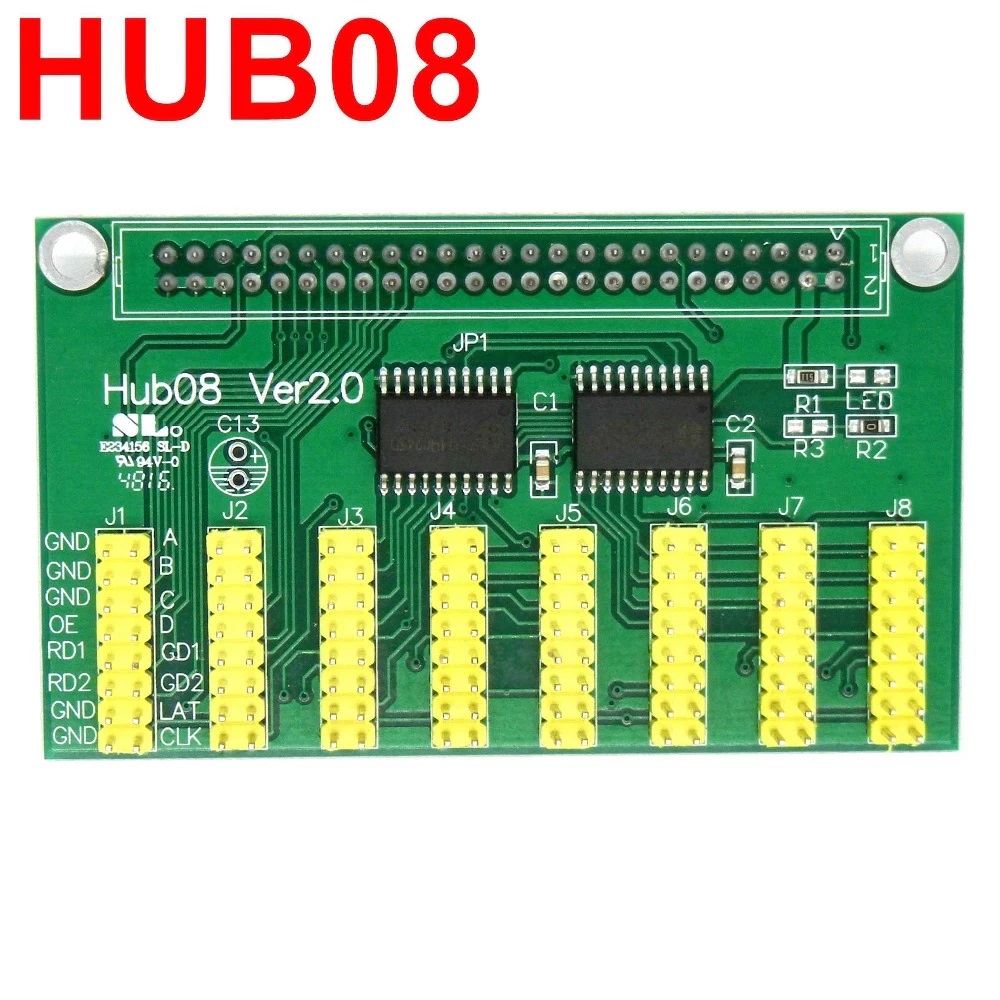 HUB08
1
2
JP1
Hub08 Ver2.0
SL.
E234156 SL-D
94V-0
4815.
C13
+
C1
C2
R1
LED
R3
R2
J1
J2
J3
J4
J5
J6
J7
J8
GND A
GND B
GND C
OE D
RD1 GD1
RD2 GD2
GND LAT
GND CLK